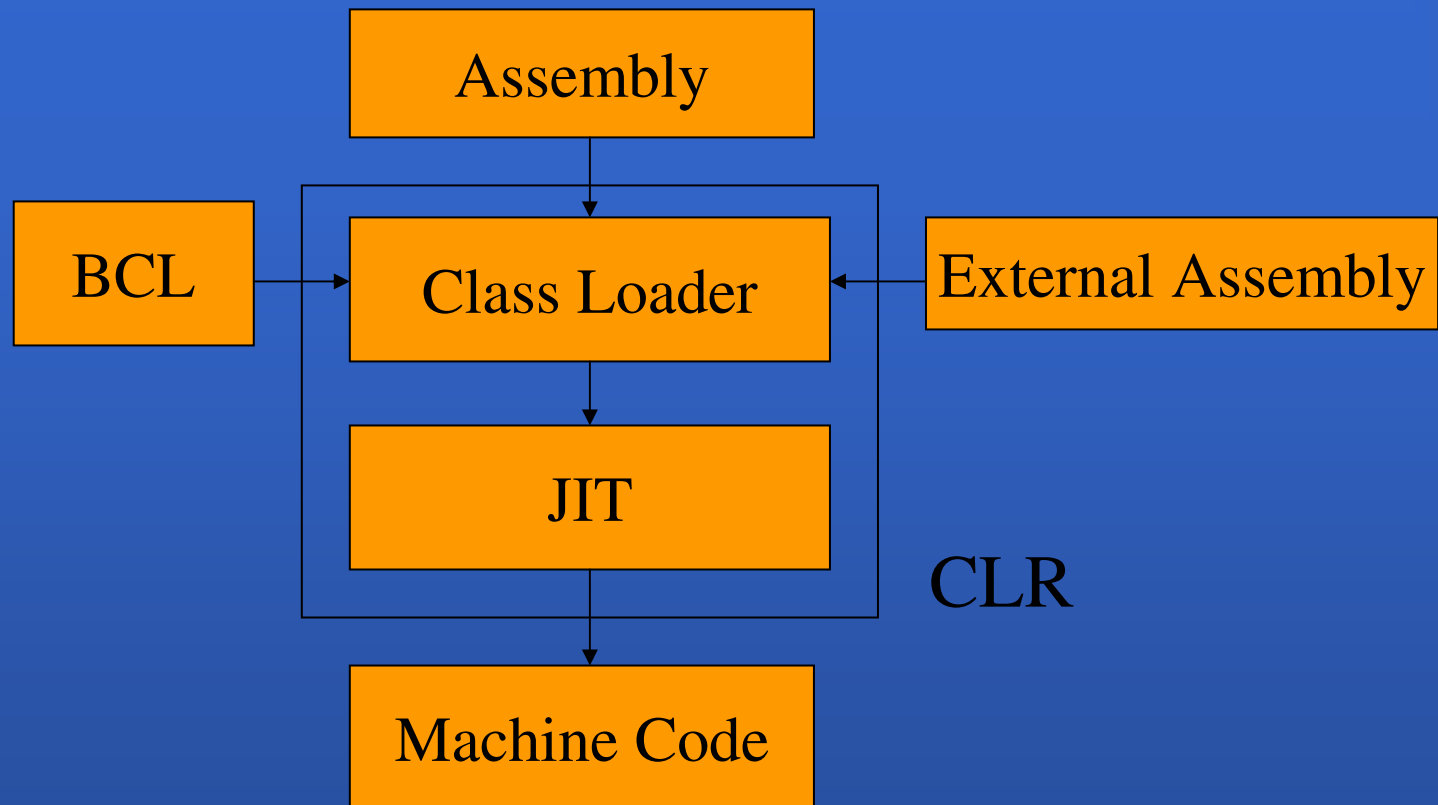 Assembly
BCL
Class Loader
External Assembly
JIT
CLR
Machine Code